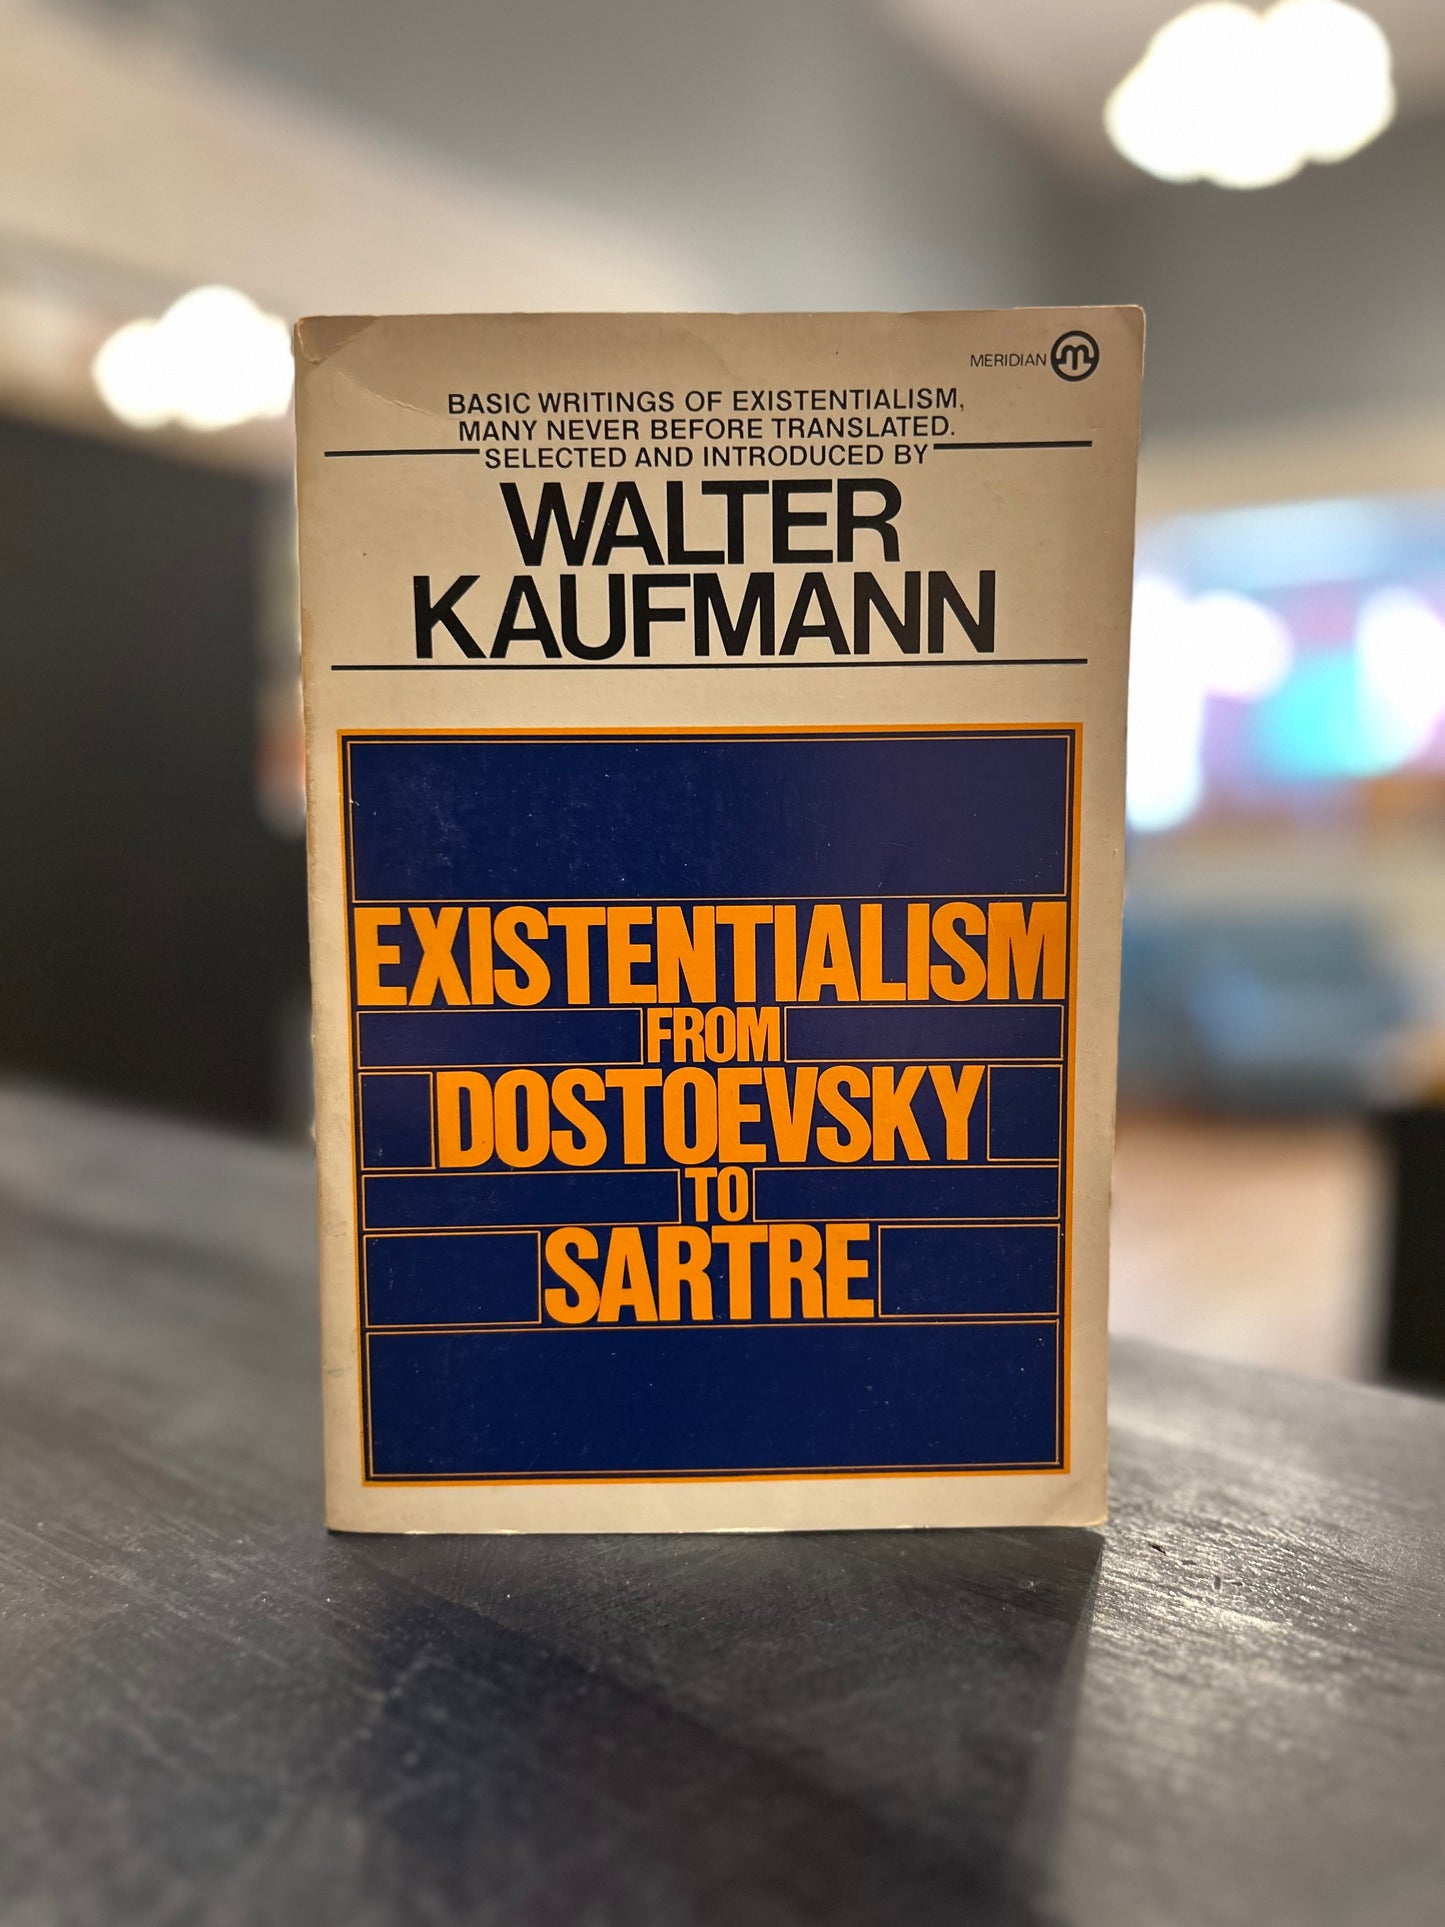 MERIDIAN m
BASIC WRITINGS OF EXISTENTIALISM,
MANY NEVER BEFORE TRANSLATED.
SELECTED AND INTRODUCED BY
WALTER
KAUFMANN
EXISTENTIALISM
FROM
DOSTOEVSKY
TO
SARTRE